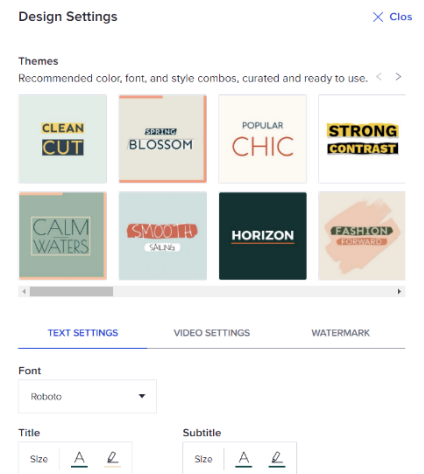 Design Settings
Clos
Themes
Recommended color, font, and style combos, curated and ready to use.
CLEAN
CUT
SPRING
BLOSSOM
POPULAR
CHIC
STRONG
CONTRAST
CALM
WATERS
SMOOTH
SAILING
HORIZON
FASHION
FORWARD
TEXT SETTINGS
VIDEO SETTINGS
WATERMARK
Font
Roboto
Title
Subtitle
Size A
Size A